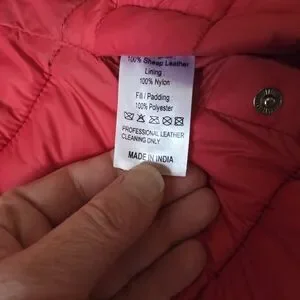 100% Sheep Leather
Lining :
100% Nylon
Fill / Padding
100% Polyester
PROFESSIONAL LEATHER
CLEANING ONLY
MADE IN INDIA